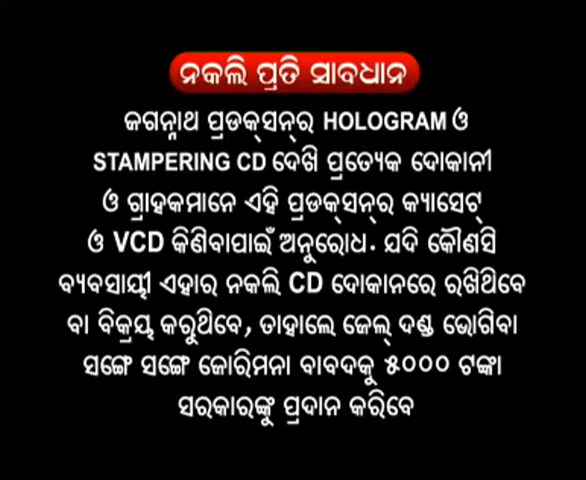 ନକଲି ପ୍ରତି ସାବଧାନ
ଜଗନ୍ନାଥ ପ୍ରଡକ୍‌ସନ୍‌ର HOLOGRAM ଓ
STAMPERING CD ଦେଖି ପ୍ରତ୍ୟେକ ଦୋକାନୀ
ଓ ଗ୍ରାହକମାନେ ଏହି ପ୍ରଡକ୍‌ସନ୍‌ର କ୍ୟାସେଟ୍
ଓ VCD କିଣିବାପାଇଁ ଅନୁରୋଧ. ଯଦି କୌଣସି
ବ୍ୟବସାୟୀ ଏହାର ନକଲି CD ଦୋକାନରେ ରଖିଥିବେ
ବା ବିକ୍ରୟ କରୁଥିବେ, ତାହାଲେ ଜେଲ୍ ଦଣ୍ଡ ଭୋଗିବା
ସଙ୍ଗେ ସଙ୍ଗେ ଜୋରିମନା ବାବଦକୁ ୫୦୦୦ ଟଙ୍କା
ସରକାରଙ୍କୁ ପ୍ରଦାନ କରିବେ